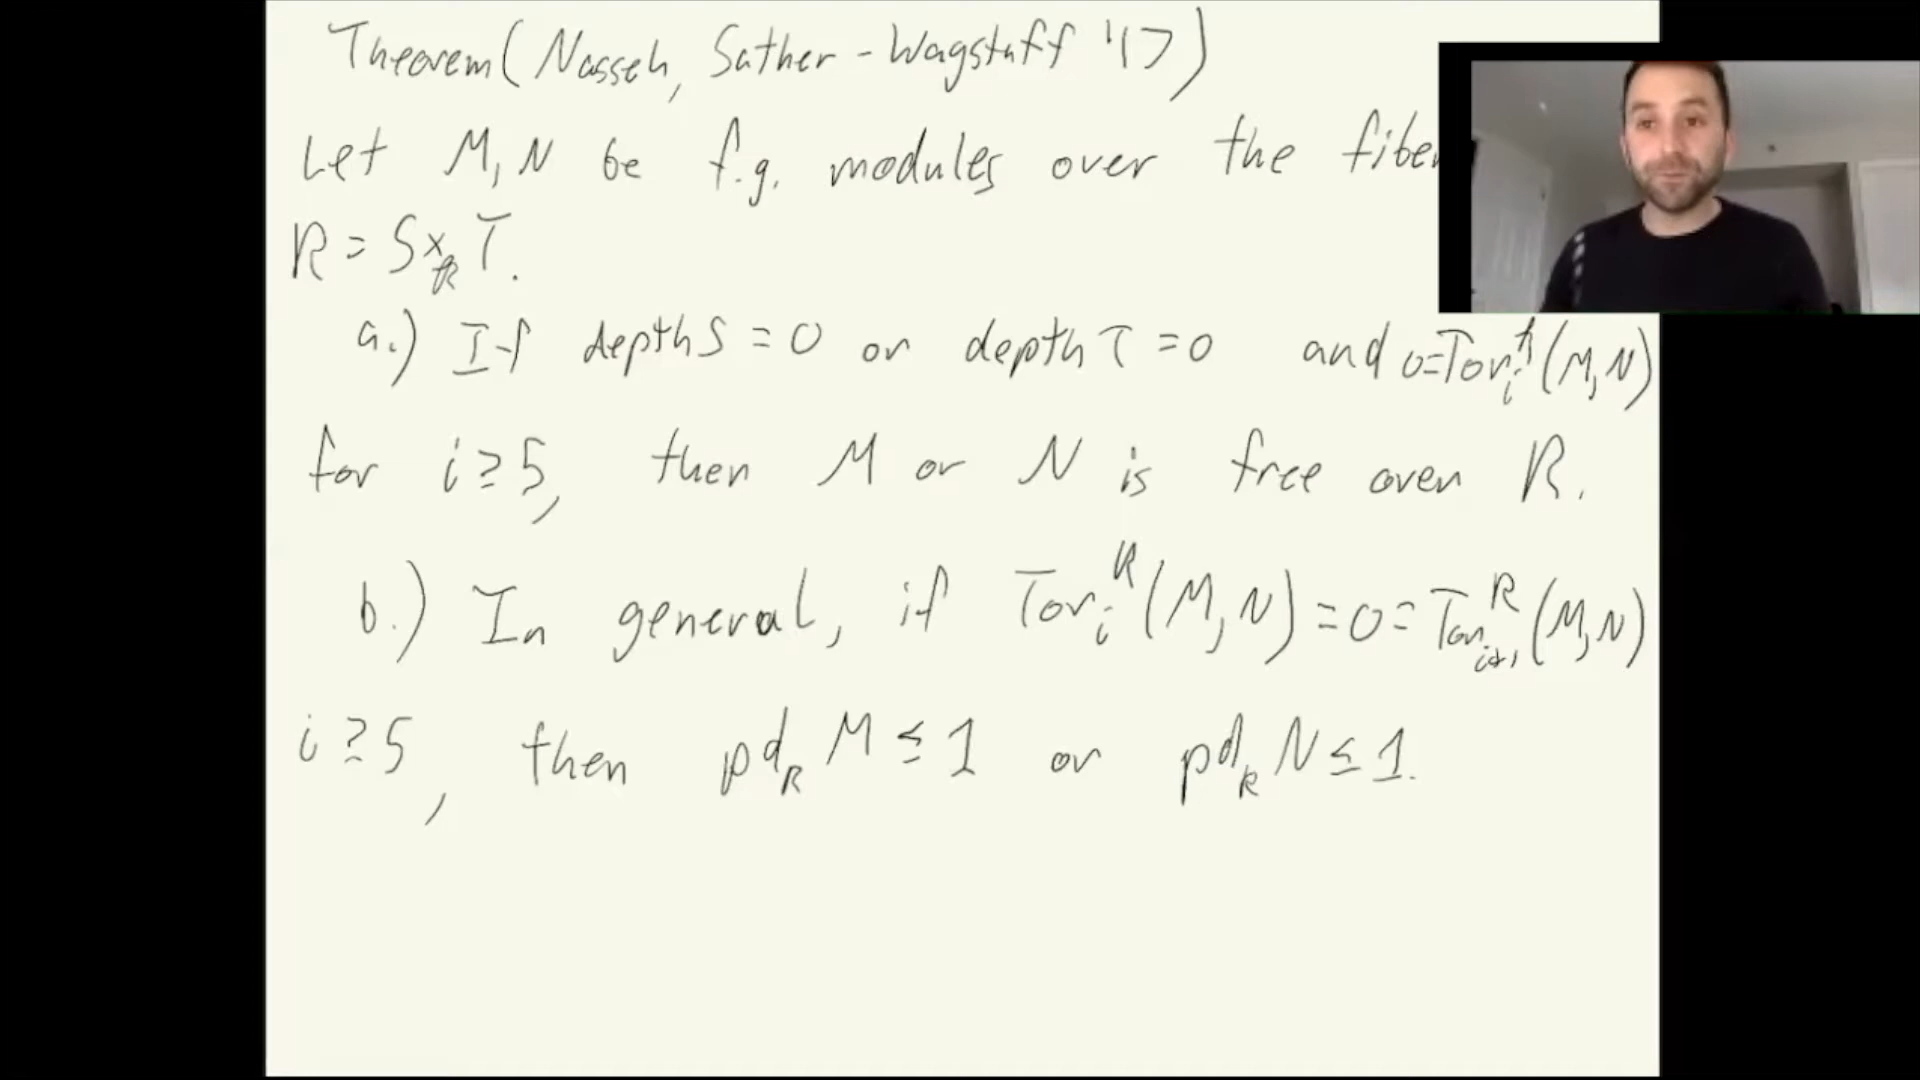 Theorem (Nasseh, Sather-Wagstaff '17)
Let M, N be f.g. modules over the fiber
R = S ×_k T.
a.) If depth S = 0 or depth T = 0 and 0=Tor_i^R(M,N)
for i ≥ 5, then M or N is free over R.
b.) In general, if Tor_i^R(M,N) = 0 = Tor_{i+1}^R(M,N)
i ≥ 5, then pd_R M ≤ 1 or pd_R N ≤ 1.